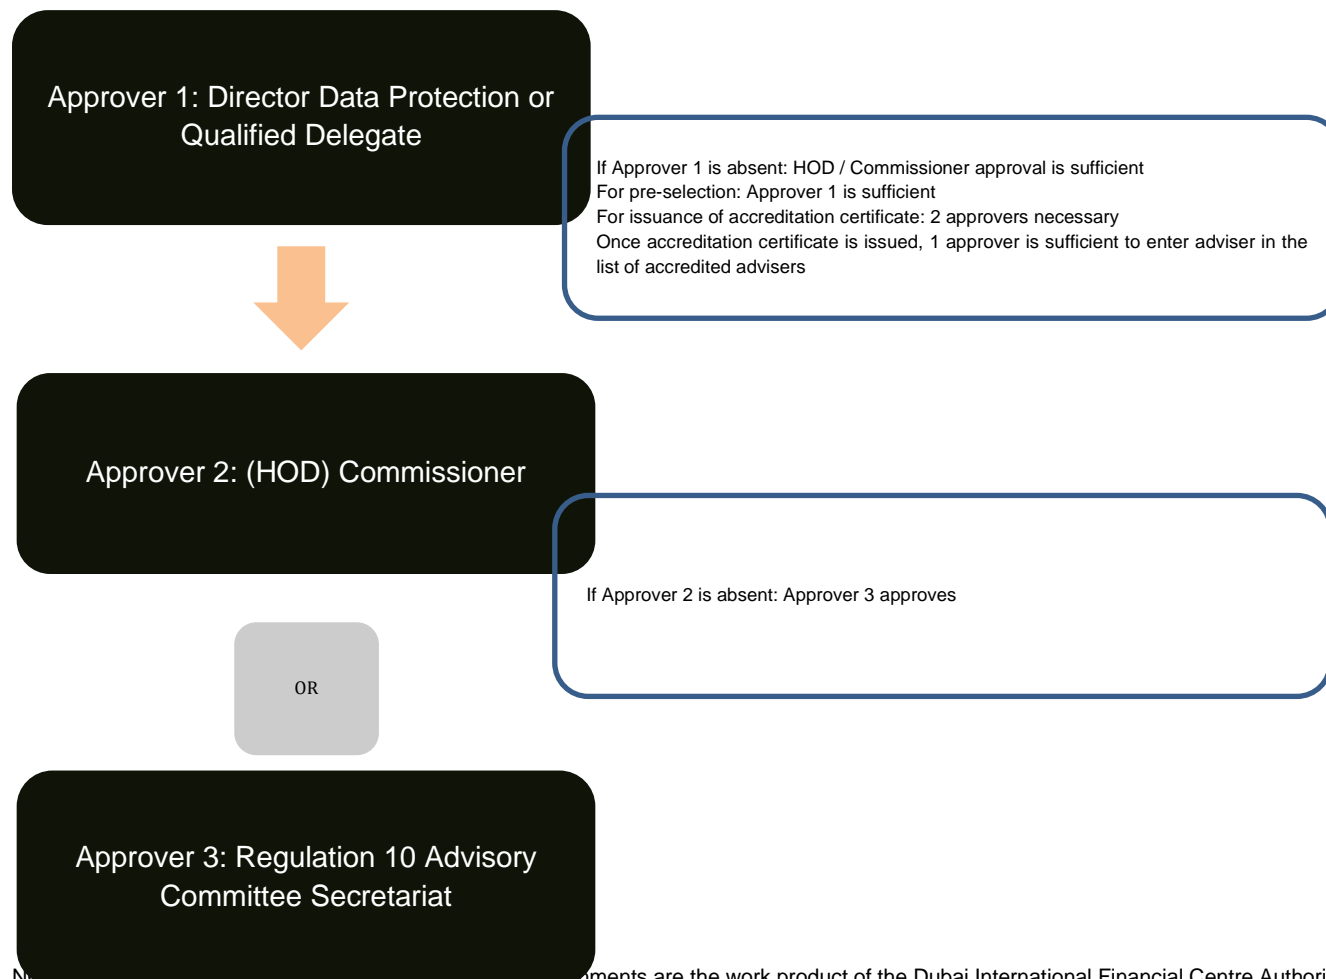 Approver 1: Director Data Protection or
Qualified Delegate
If Approver 1 is absent: HOD / Commissioner approval is sufficient
For pre-selection: Approver 1 is sufficient
For issuance of accreditation certificate: 2 approvers necessary
Once accreditation certificate is issued, 1 approver is sufficient to enter adviser in the
list of accredited advisers
Approver 2: (HOD) Commissioner
If Approver 2 is absent: Approver 3 approves
OR
Approver 3: Regulation 10 Advisory
Committee Secretariat
are the work product of the Dubai International Financial Centre